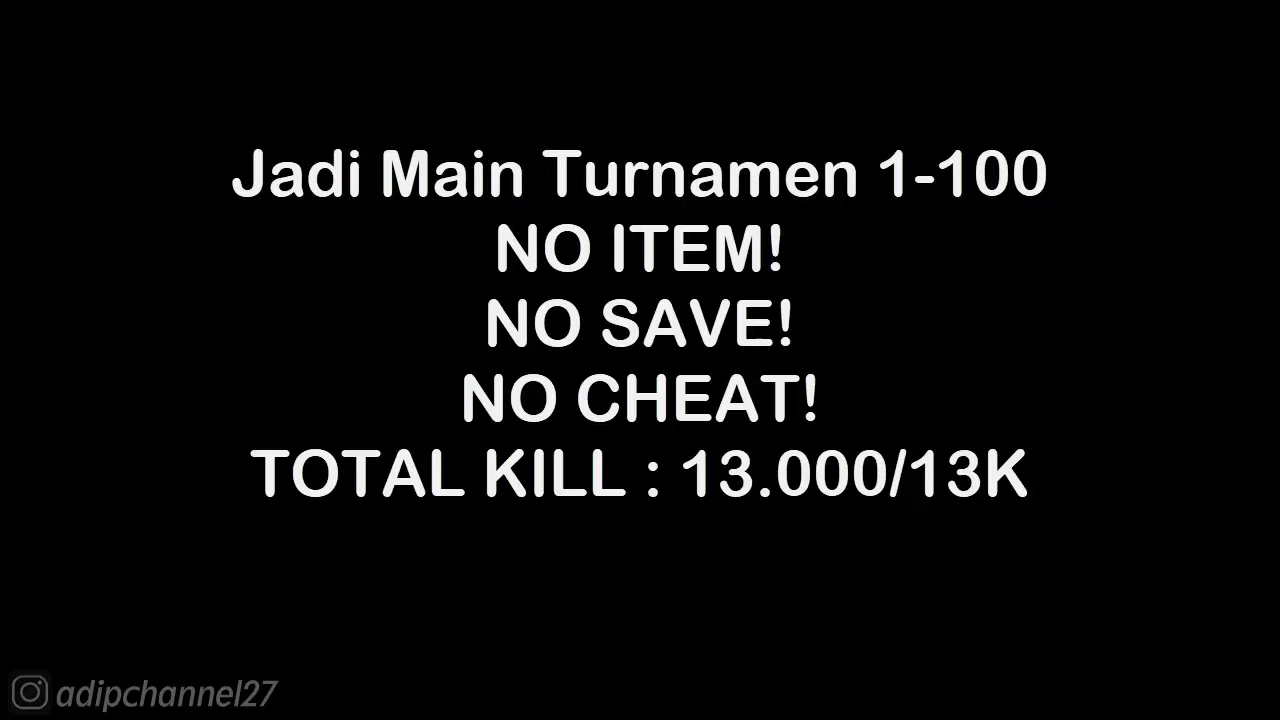 Jadi Main Turnamen 1-100
NO ITEM!
NO SAVE!
NO CHEAT!
TOTAL KILL : 13.000/13K
adipchannel27